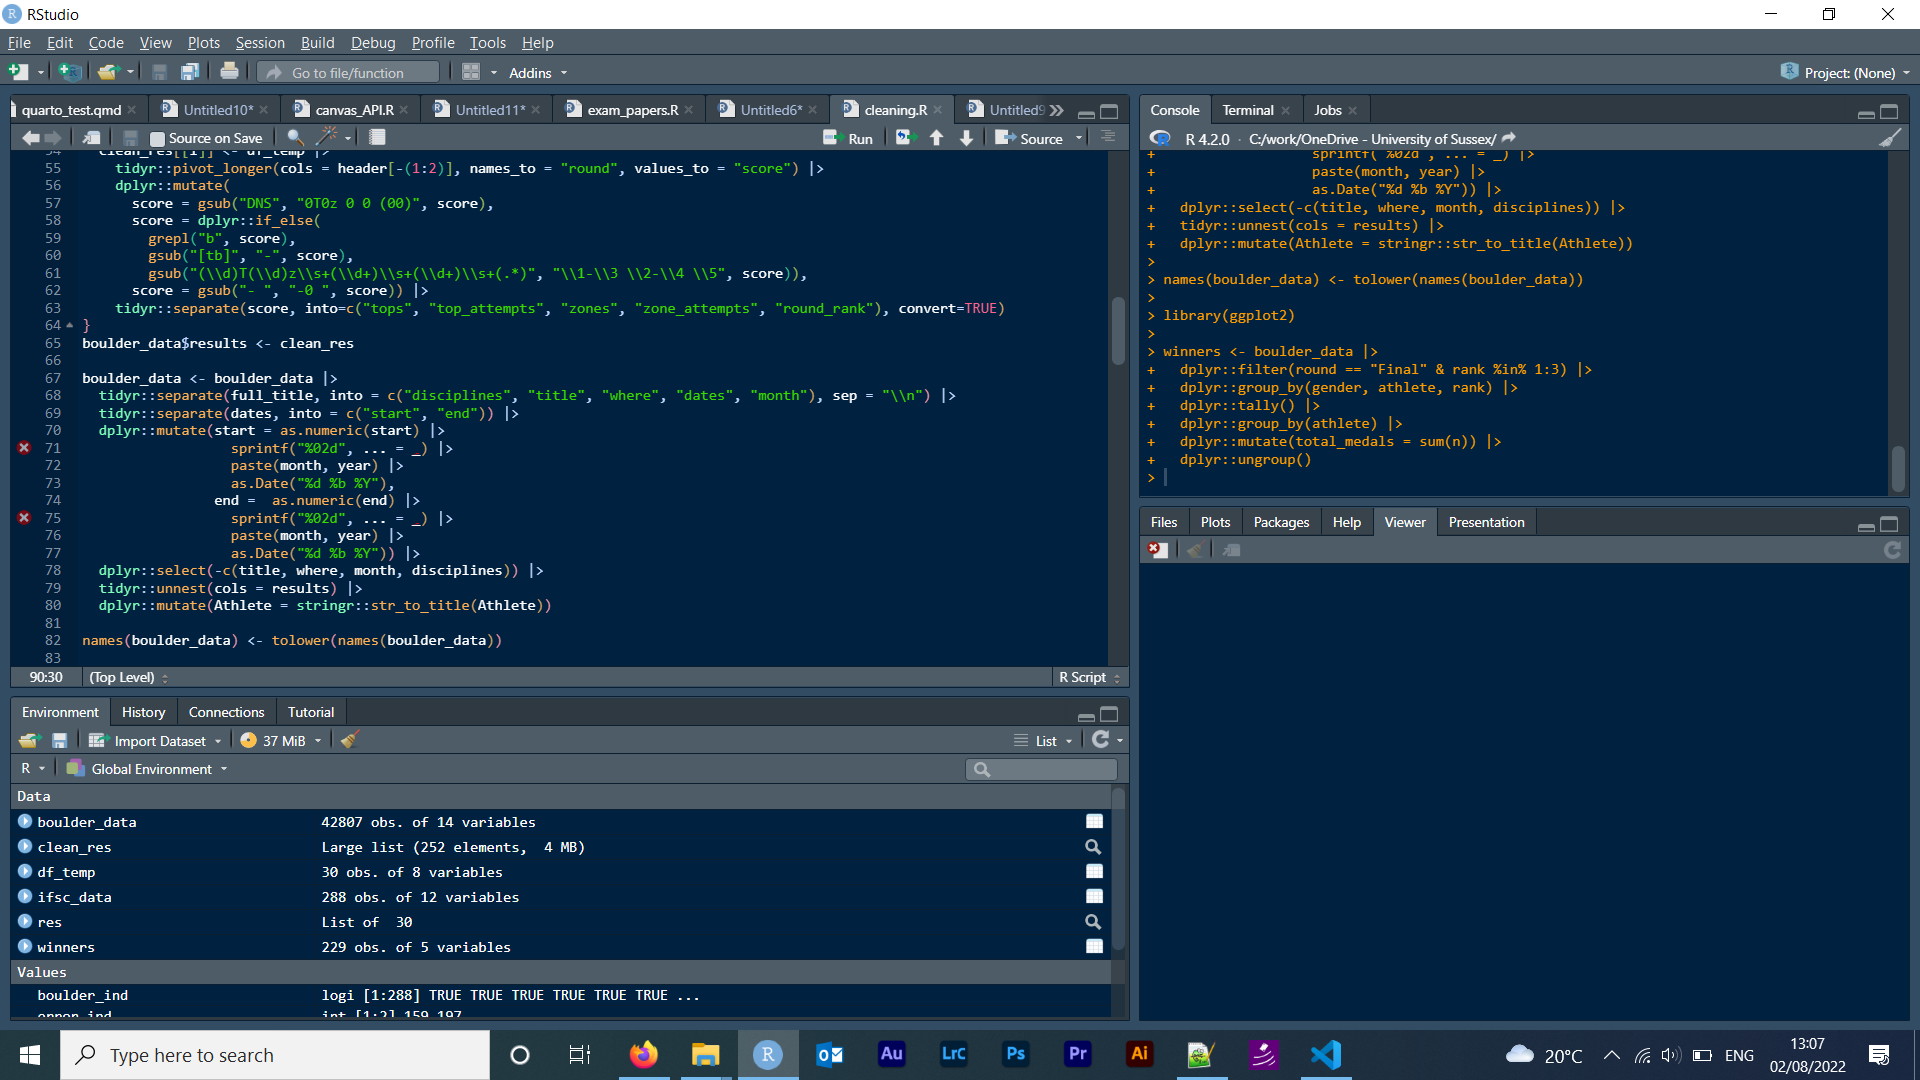 RStudio
File Edit Code View Plots Session Build Debug Profile Tools Help
Go to file/function Addins Project: (None)
quarto_test.qmd Untitled10* canvas_API.R Untitled11* exam_papers.R Untitled6* cleaning.R Untitled9
Source on Save Run Source
54 clean_res[[i]] <- df_temp |>
55 tidyr::pivot_longer(cols = header[-(1:2)], names_to = "round", values_to = "score") |>
56 dplyr::mutate(
57 score = gsub("DNS", "0T0z 0 0 (00)", score),
58 score = dplyr::if_else(
59 grepl("b", score),
60 gsub("[tb]", "-", score),
61 gsub("(\\d)T(\\d)z\\s+(\\d+)\\s+(\\d+)\\s+(.*)", "\\1-\\3 \\2-\\4 \\5", score)),
62 score = gsub("- ", "-0 ", score)) |>
63 tidyr::separate(score, into=c("tops", "top_attempts", "zones", "zone_attempts", "round_rank"), convert=TRUE)
64 }
65 boulder_data$results <- clean_res
66
67 boulder_data <- boulder_data |>
68 tidyr::separate(full_title, into = c("disciplines", "title", "where", "dates", "month"), sep = "\\n") |>
69 tidyr::separate(dates, into = c("start", "end")) |>
70 dplyr::mutate(start = as.numeric(start) |>
71 sprintf("%02d", ... = _) |>
72 paste(month, year) |>
73 as.Date("%d %b %Y"),
74 end =  as.numeric(end) |>
75 sprintf("%02d", ... = _) |>
76 paste(month, year) |>
77 as.Date("%d %b %Y")) |>
78 dplyr::select(-c(title, where, month, disciplines)) |>
79 tidyr::unnest(cols = results) |>
80 dplyr::mutate(Athlete = stringr::str_to_title(Athlete))
81
82 names(boulder_data) <- tolower(names(boulder_data))
83
90:30 (Top Level) R Script
Environment History Connections Tutorial
Import Dataset 37 MiB List
R Global Environment
Data
boulder_data 42807 obs. of 14 variables
clean_res Large list (252 elements,  4 MB)
df_temp 30 obs. of 8 variables
ifsc_data 288 obs. of 12 variables
res List of  30
winners 229 obs. of 5 variables
Values
boulder_ind logi [1:288] TRUE TRUE TRUE TRUE TRUE TRUE ...
error_ind int [1:2] 159 197
Console Terminal Jobs
R 4.2.0 · C:/work/OneDrive - University of Sussex/
+ sprintf("%02d", ... = _) |>
+ paste(month, year) |>
+ as.Date("%d %b %Y")) |>
+ dplyr::select(-c(title, where, month, disciplines)) |>
+ tidyr::unnest(cols = results) |>
+ dplyr::mutate(Athlete = stringr::str_to_title(Athlete))
>
> names(boulder_data) <- tolower(names(boulder_data))
>
> library(ggplot2)
>
> winners <- boulder_data |>
+ dplyr::filter(round == "Final" & rank %in% 1:3) |>
+ dplyr::group_by(gender, athlete, rank) |>
+ dplyr::tally() |>
+ dplyr::group_by(athlete) |>
+ dplyr::mutate(total_medals = sum(n)) |>
+ dplyr::ungroup()
>
Files Plots Packages Help Viewer Presentation
Type here to search
R Au LrC Ps Pr Ai
20°C ENG
13:07
02/08/2022